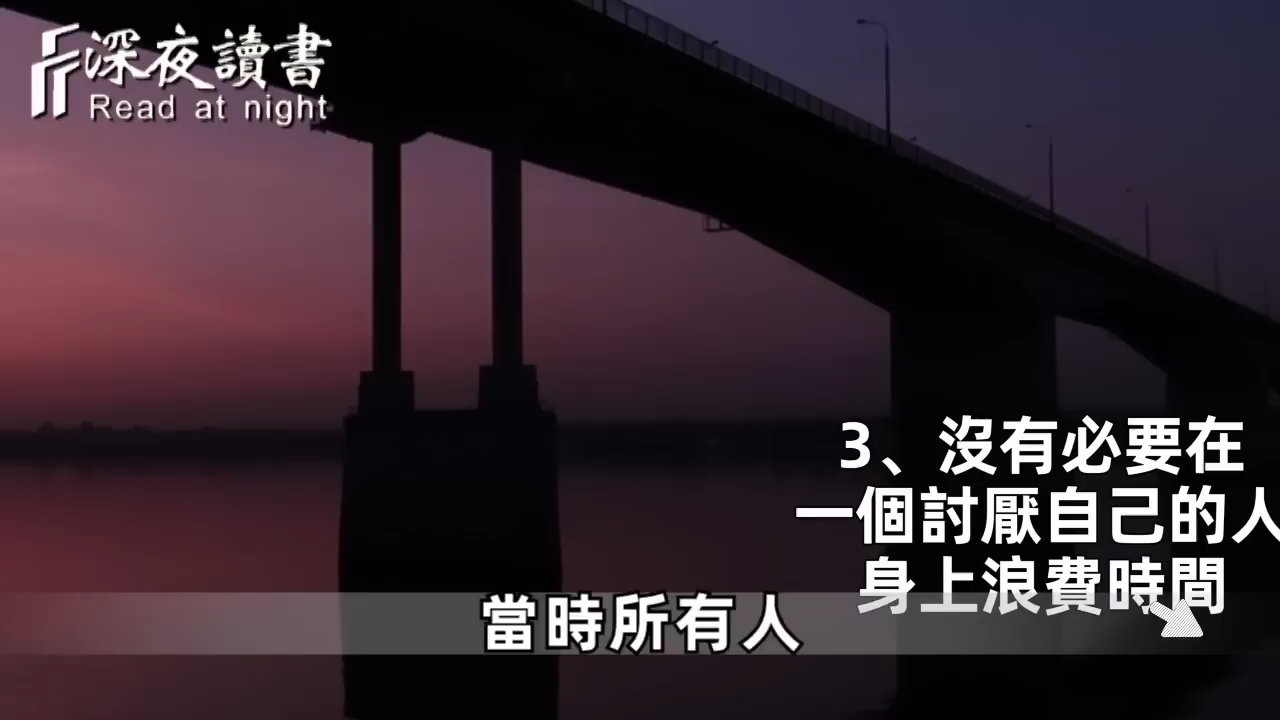 深夜讀書
Read at night
3、沒有必要在
一個討厭自己的人
身上浪費時間
當時所有人